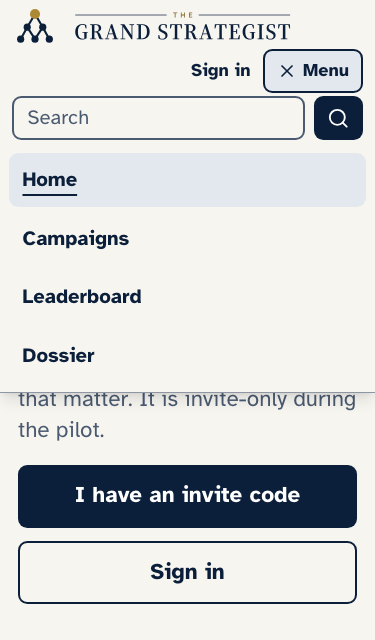 THE
GRAND STRATEGIST
Sign in
Menu
Search
Home
Campaigns
Leaderboard
Dossier
that matter. It is invite-only during
the pilot.
I have an invite code
Sign in